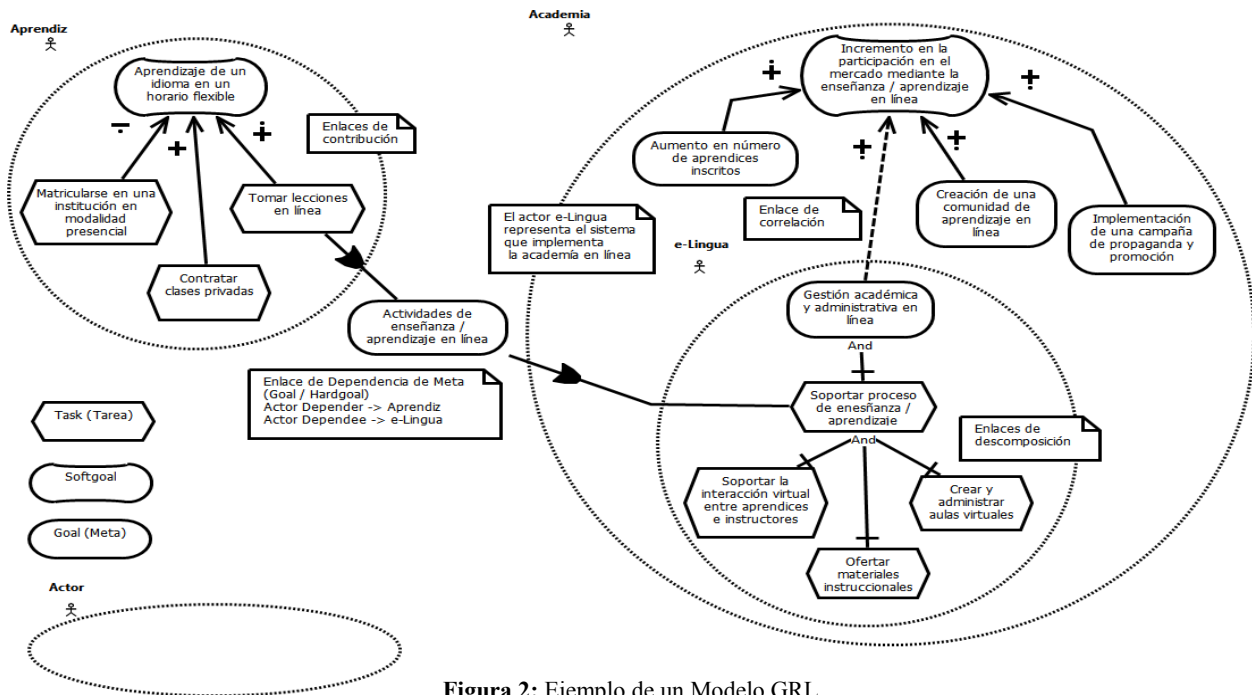 Aprendiz
Aprendizaje de un
idioma en un
horario flexible
Enlaces de
contribución
Matricularse en una
institución en
modalidad
presencial
Tomar lecciones
en línea
Contratar
clases privadas
Actividades de
enseñanza /
aprendizaje en línea
Enlace de Dependencia de Meta
(Goal / Hardgoal)
Actor Depender -> Aprendiz
Actor Dependee -> e-Lingua
Academia
Incremento en la
participación en el
mercado mediante la
enseñanza / aprendizaje
en línea
Aumento en número
de aprendices
inscritos
El actor e-Lingua
representa el sistema
que implementa
la academía en línea
Enlace de
correlación
Creación de una
comunidad de
aprendizaje en
línea
Implementación
de una campaña
de propaganda y
promoción
e-Lingua
Gestión académica
y administrativa en
línea
And
Soportar proceso
de eneseñanza /
aprendizaje
And
Enlaces de
descomposición
Soportar la
interacción virtual
entre aprendices
e instructores
Crear y
administrar
aulas virtuales
Ofertar
materiales
instruccionales
Task (Tarea)
Softgoal
Goal (Meta)
Actor
Figura 2: Ejemplo de un Modelo GRL